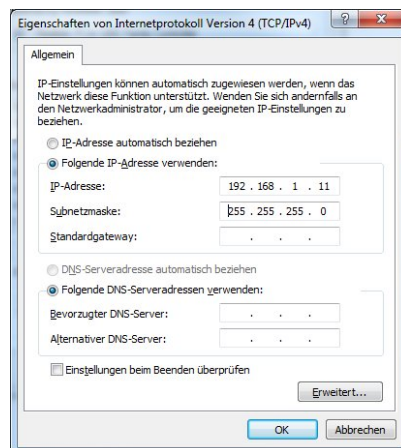 Eigenschaften von Internetprotokoll Version 4 (TCP/IPv4)
Allgemein
IP-Einstellungen können automatisch zugewiesen werden, wenn das
Netzwerk diese Funktion unterstützt. Wenden Sie sich andernfalls an
den Netzwerkadministrator, um die geeigneten IP-Einstellungen zu
beziehen.
IP-Adresse automatisch beziehen
Folgende IP-Adresse verwenden:
IP-Adresse: 192 . 168 . 1 . 11
Subnetzmaske: 255 . 255 . 255 . 0
Standardgateway: . . .
DNS-Serveradresse automatisch beziehen
Folgende DNS-Serveradressen verwenden:
Bevorzugter DNS-Server: . . .
Alternativer DNS-Server: . . .
Einstellungen beim Beenden überprüfen
Erweitert...
OK Abbrechen